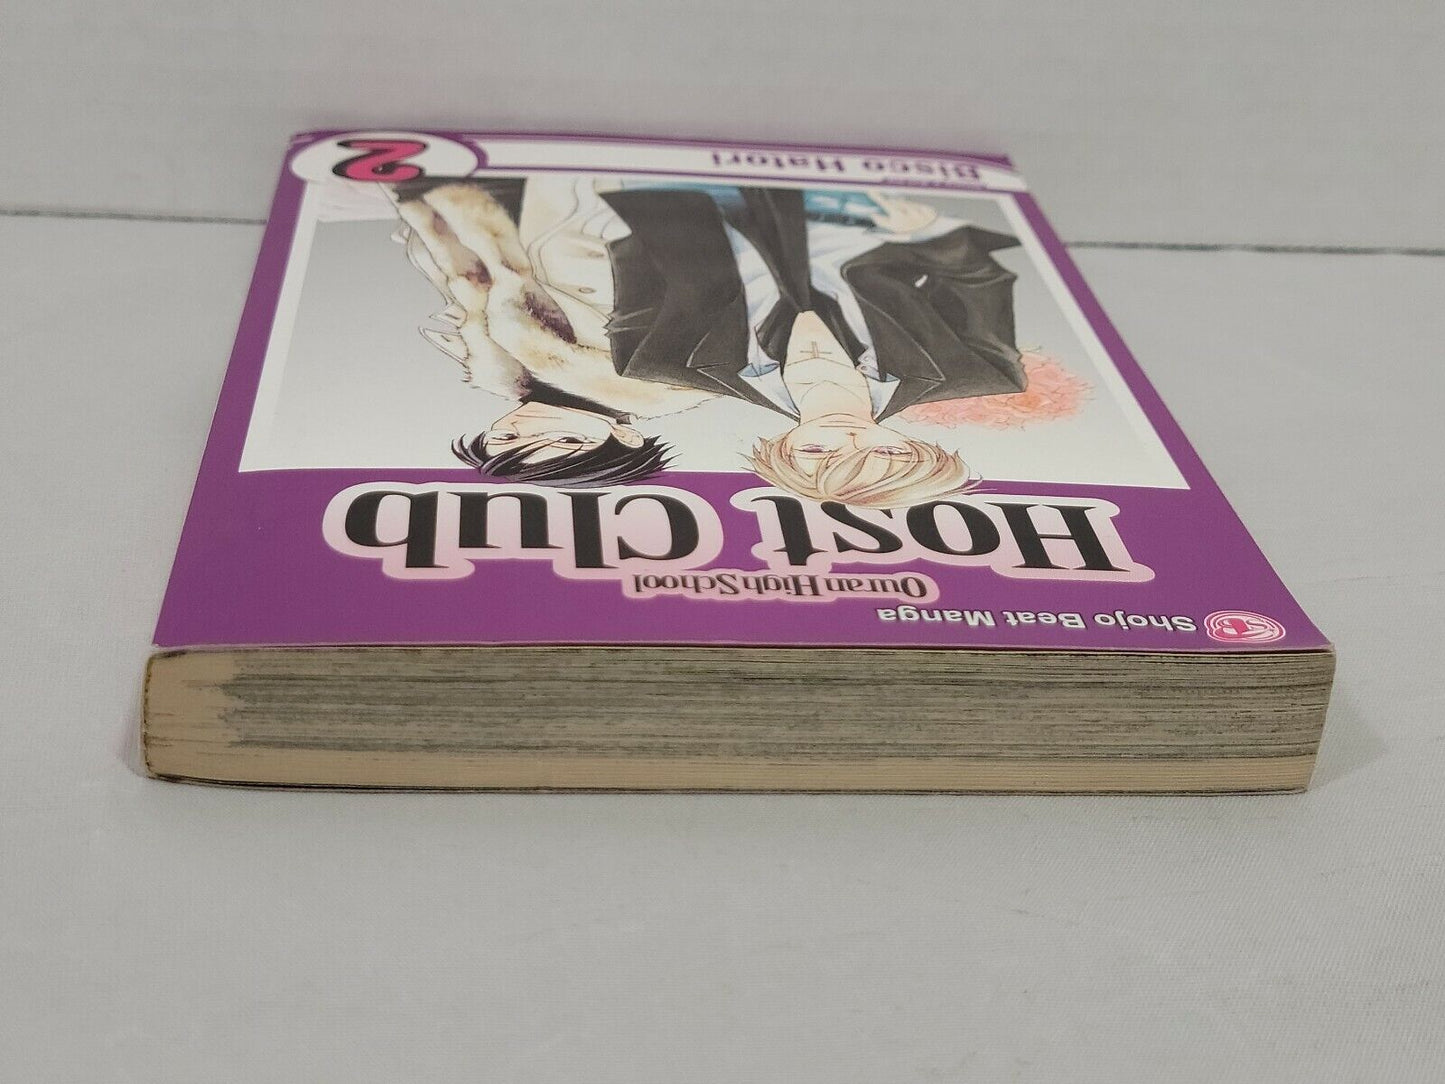 Shojo Beat Manga
Ouran High School
Host Club
Bisco Hatori
2